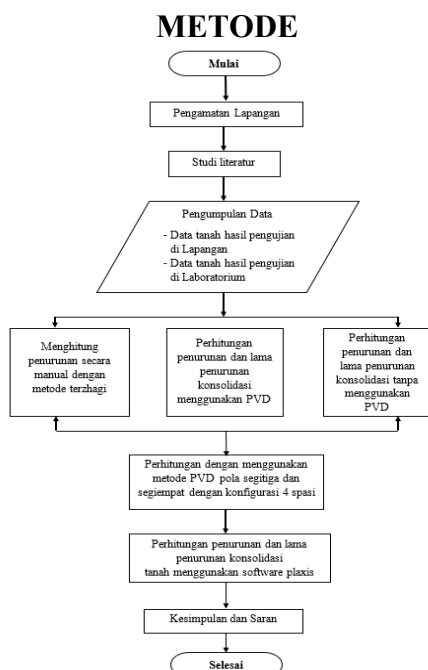 METODE
Mulai
Pengamatan Lapangan
Studi literatur
Pengumpulan Data
- Data tanah hasil pengujian
di Lapangan
- Data tanah hasil pengujian
di Laboratorium
Menghitung
penurunan secara
manual dengan
metode terzhagi
Perhitungan
penurunan dan lama
penurunan
konsolidasi
menggunakan PVD
Perhitungan
penurunan dan
lama penurunan
konsolidasi tanpa
menggunakan
PVD
Perhitungan dengan menggunakan
metode PVD pola segitiga dan
segiempat dengan konfigurasi 4 spasi
Perhitungan penurunan dan lama
penurunan konsolidasi
tanah menggunakan software plaxis
Kesimpulan dan Saran
Selesai